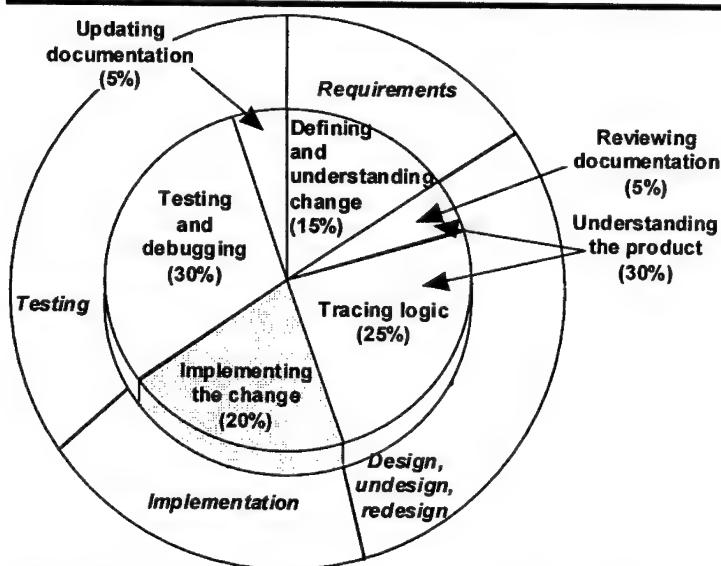 Updating
documentation
(5%)
Requirements
Defining
and
understanding
change
(15%)
Reviewing
documentation
(5%)
Understanding
the product
(30%)
Testing
and
debugging
(30%)
Tracing logic
(25%)
Testing
Implementing
the change
(20%)
Design,
undesign,
redesign
Implementation